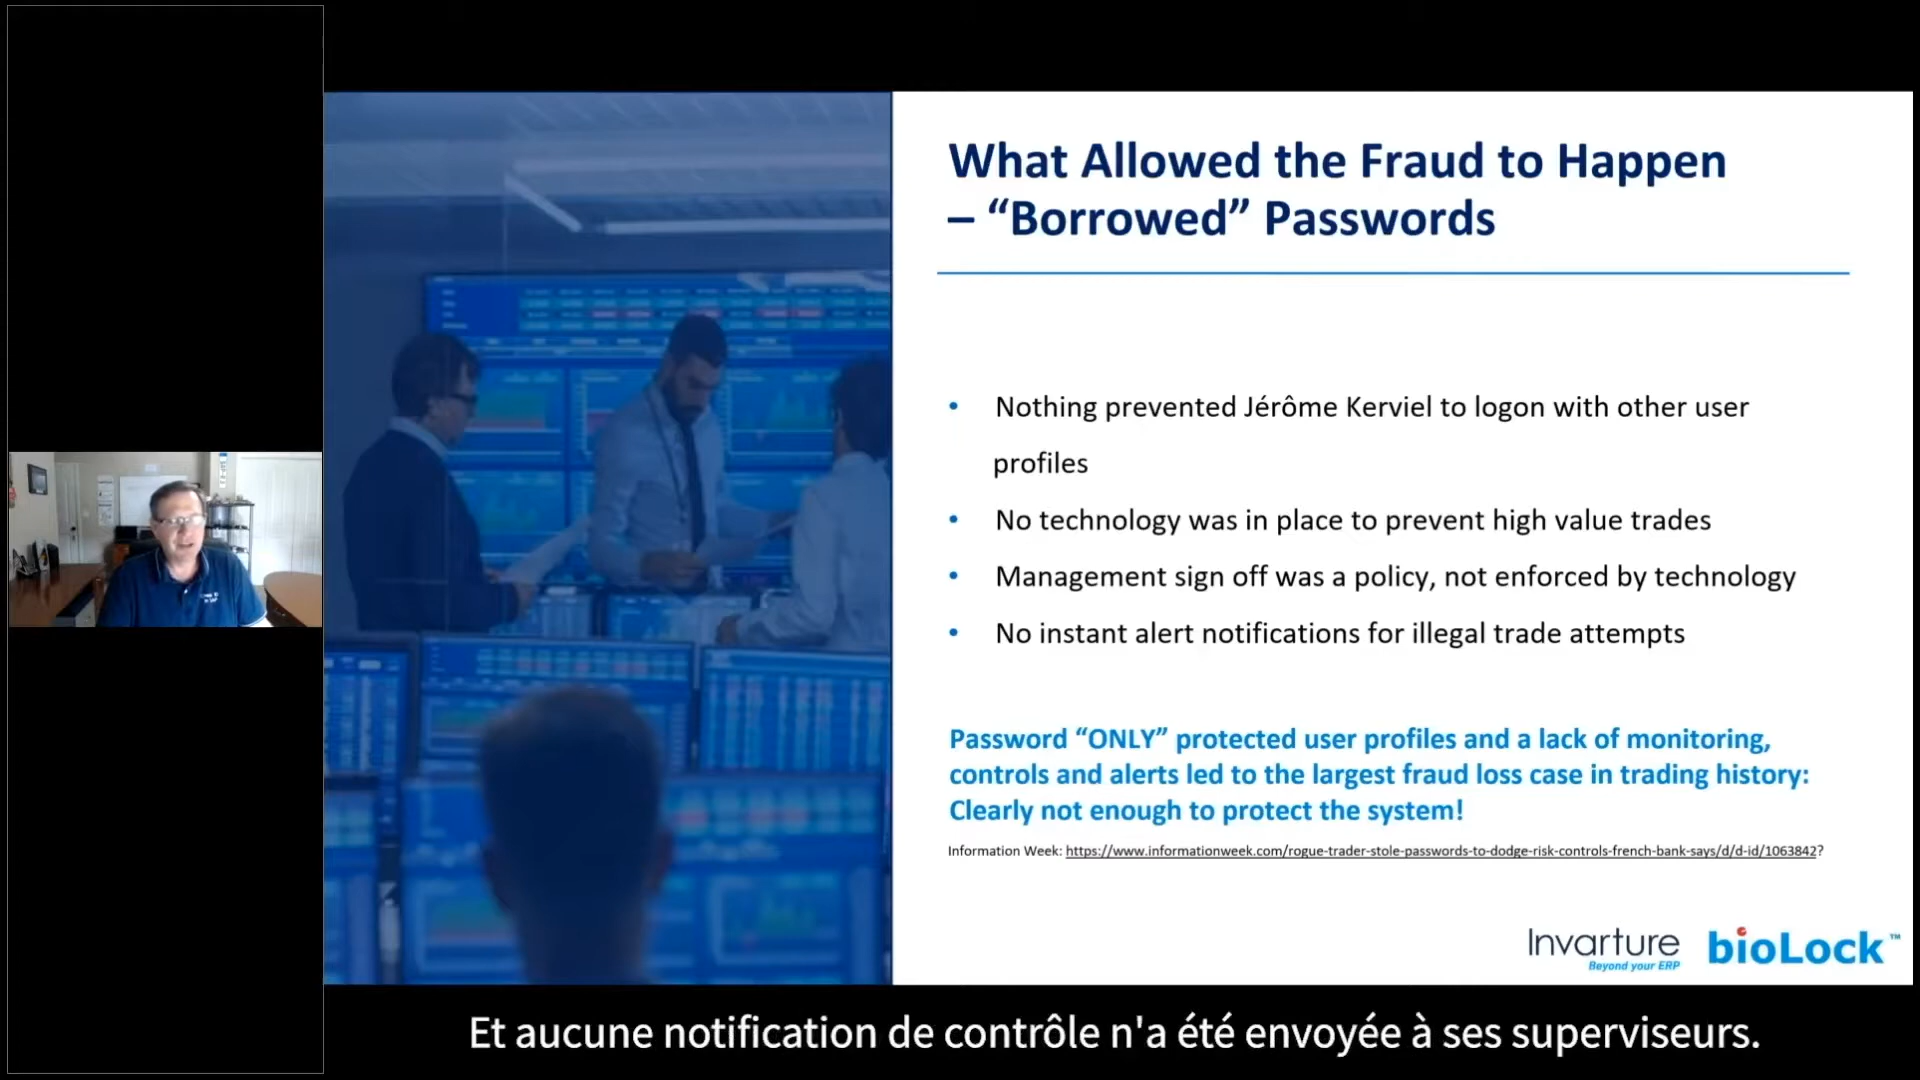 What Allowed the Fraud to Happen
– “Borrowed” Passwords
• Nothing prevented Jérôme Kerviel to logon with other user
profiles
• No technology was in place to prevent high value trades
• Management sign off was a policy, not enforced by technology
• No instant alert notifications for illegal trade attempts
Password “ONLY” protected user profiles and a lack of monitoring,
controls and alerts led to the largest fraud loss case in trading history:
Clearly not enough to protect the system!
Information Week: https://www.informationweek.com/rogue-trader-stole-passwords-to-dodge-risk-controls-french-bank-says/d/d-id/1063842?
Invarture
Beyond your ERP
bioLock™
Et aucune notification de contrôle n'a été envoyée à ses superviseurs.